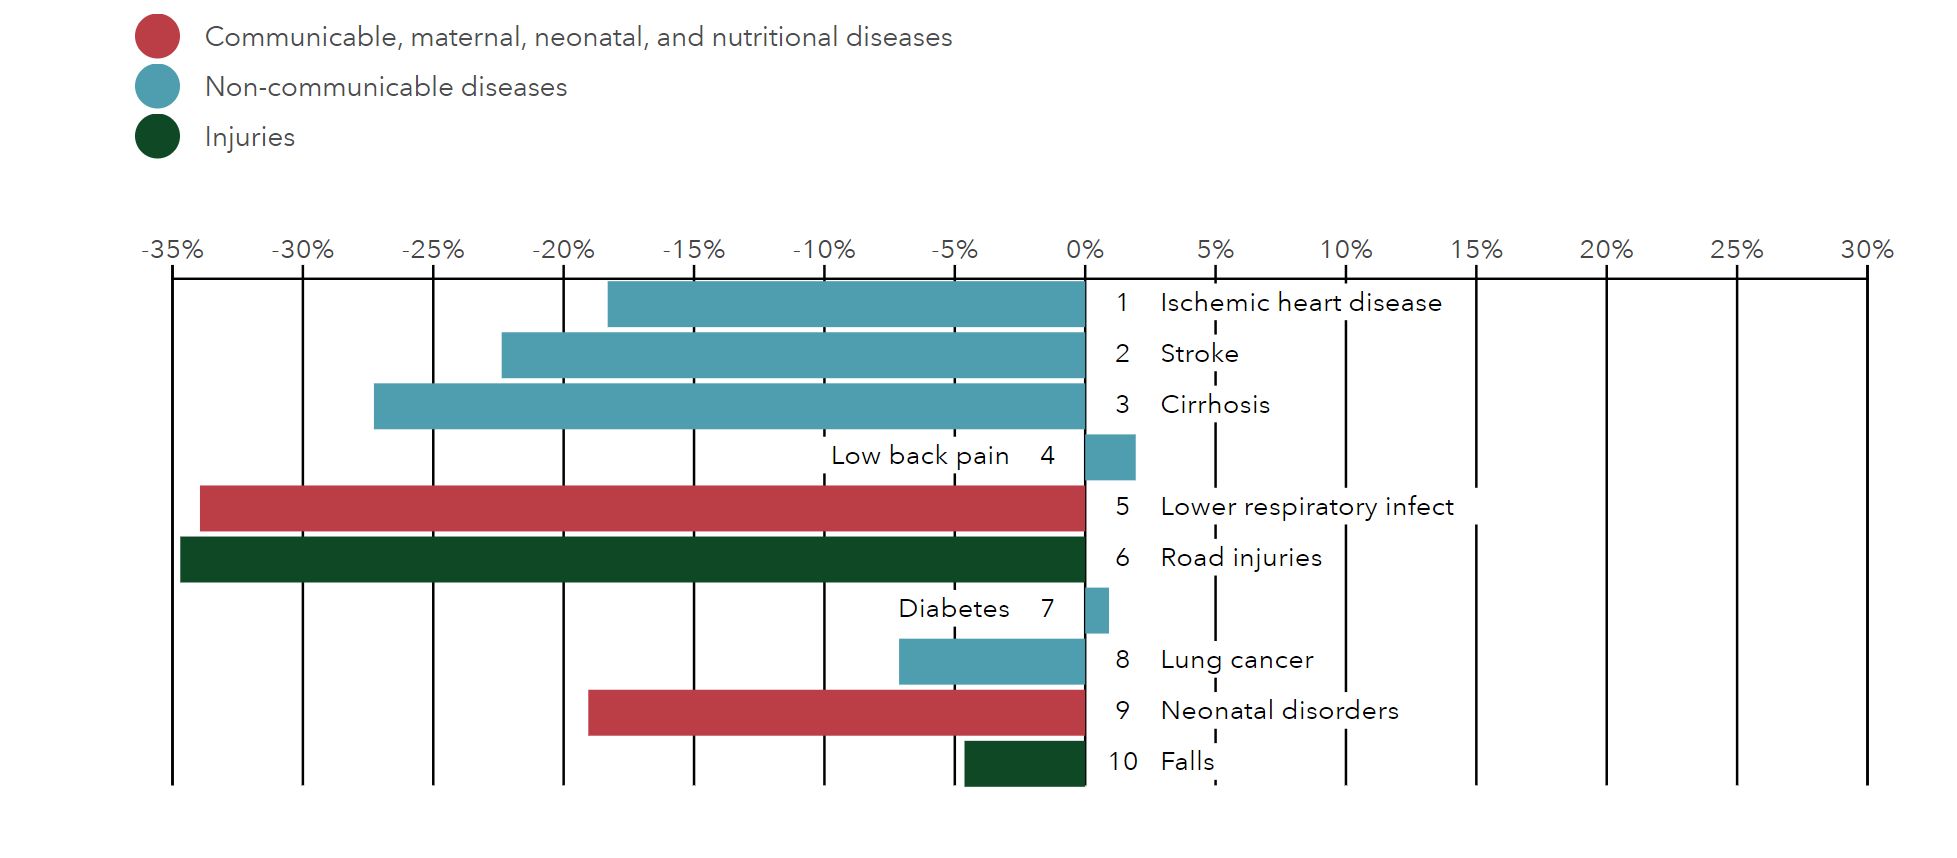 Communicable, maternal, neonatal, and nutritional diseases
Non-communicable diseases
Injuries
-35% -30% -25% -20% -15% -10% -5% 0% 5% 10% 15% 20% 25% 30%
1 Ischemic heart disease
2 Stroke
3 Cirrhosis
Low back pain 4
5 Lower respiratory infect
6 Road injuries
Diabetes 7
8 Lung cancer
9 Neonatal disorders
10 Falls